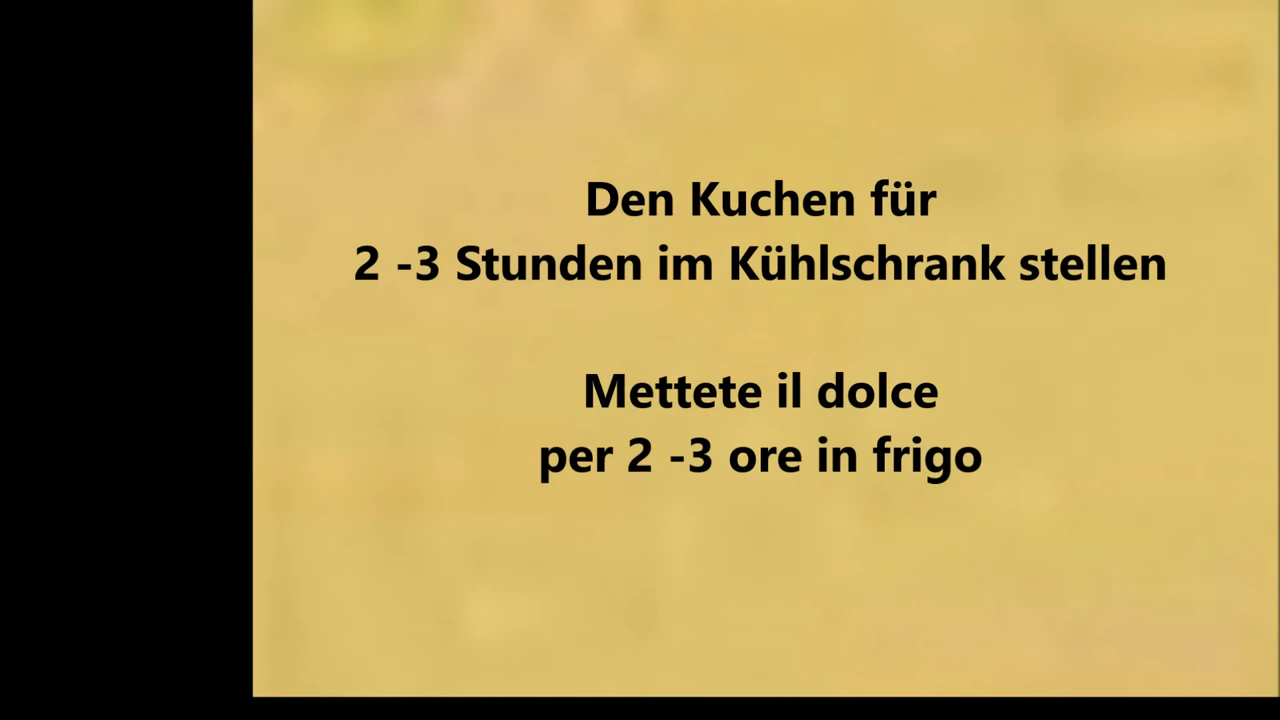 Den Kuchen für
2 -3 Stunden im Kühlschrank stellen
Mettete il dolce
per 2 -3 ore in frigo